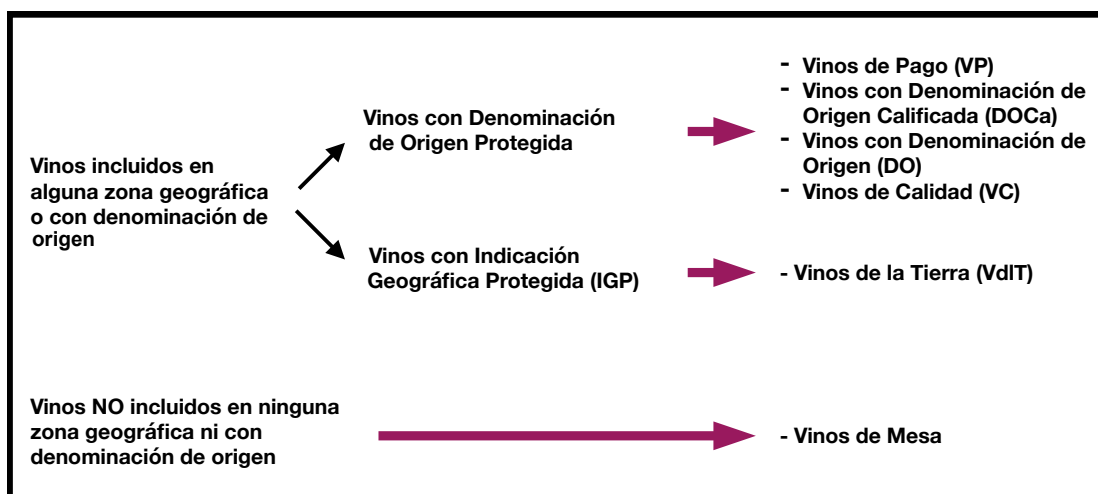 Vinos incluidos en
alguna zona geográfica
o con denominación de
origen
Vinos con Denominación
de Origen Protegida
- Vinos de Pago (VP)
- Vinos con Denominación de
Origen Calificada (DOCa)
- Vinos con Denominación de
Origen (DO)
- Vinos de Calidad (VC)
Vinos con Indicación
Geográfica Protegida (IGP)
- Vinos de la Tierra (VdlT)
Vinos NO incluidos en ninguna
zona geográfica ni con
denominación de origen
- Vinos de Mesa